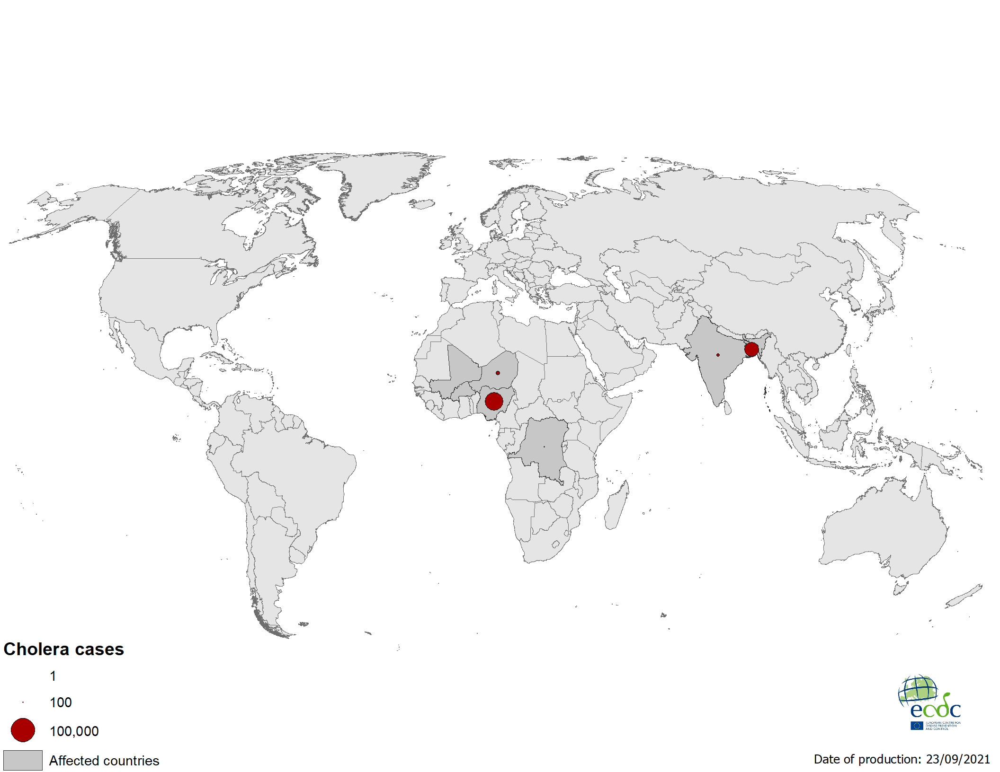 Cholera cases
1
100
100,000
Affected countries
ecdc
EUROPEAN CENTRE FOR
DISEASE PREVENTION
AND CONTROL
Date of production: 23/09/2021